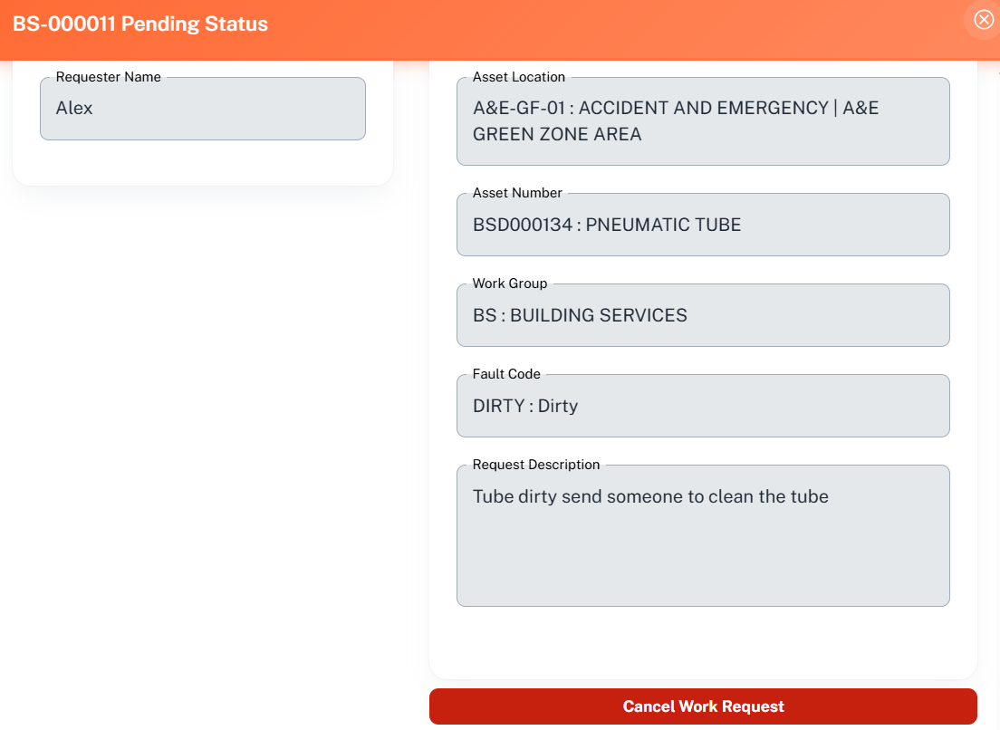 BS-000011 Pending Status
Requester Name
Alex
Asset Location
A&E-GF-01 : ACCIDENT AND EMERGENCY | A&E
GREEN ZONE AREA
Asset Number
BSD000134 : PNEUMATIC TUBE
Work Group
BS : BUILDING SERVICES
Fault Code
DIRTY : Dirty
Request Description
Tube dirty send someone to clean the tube
Cancel Work Request